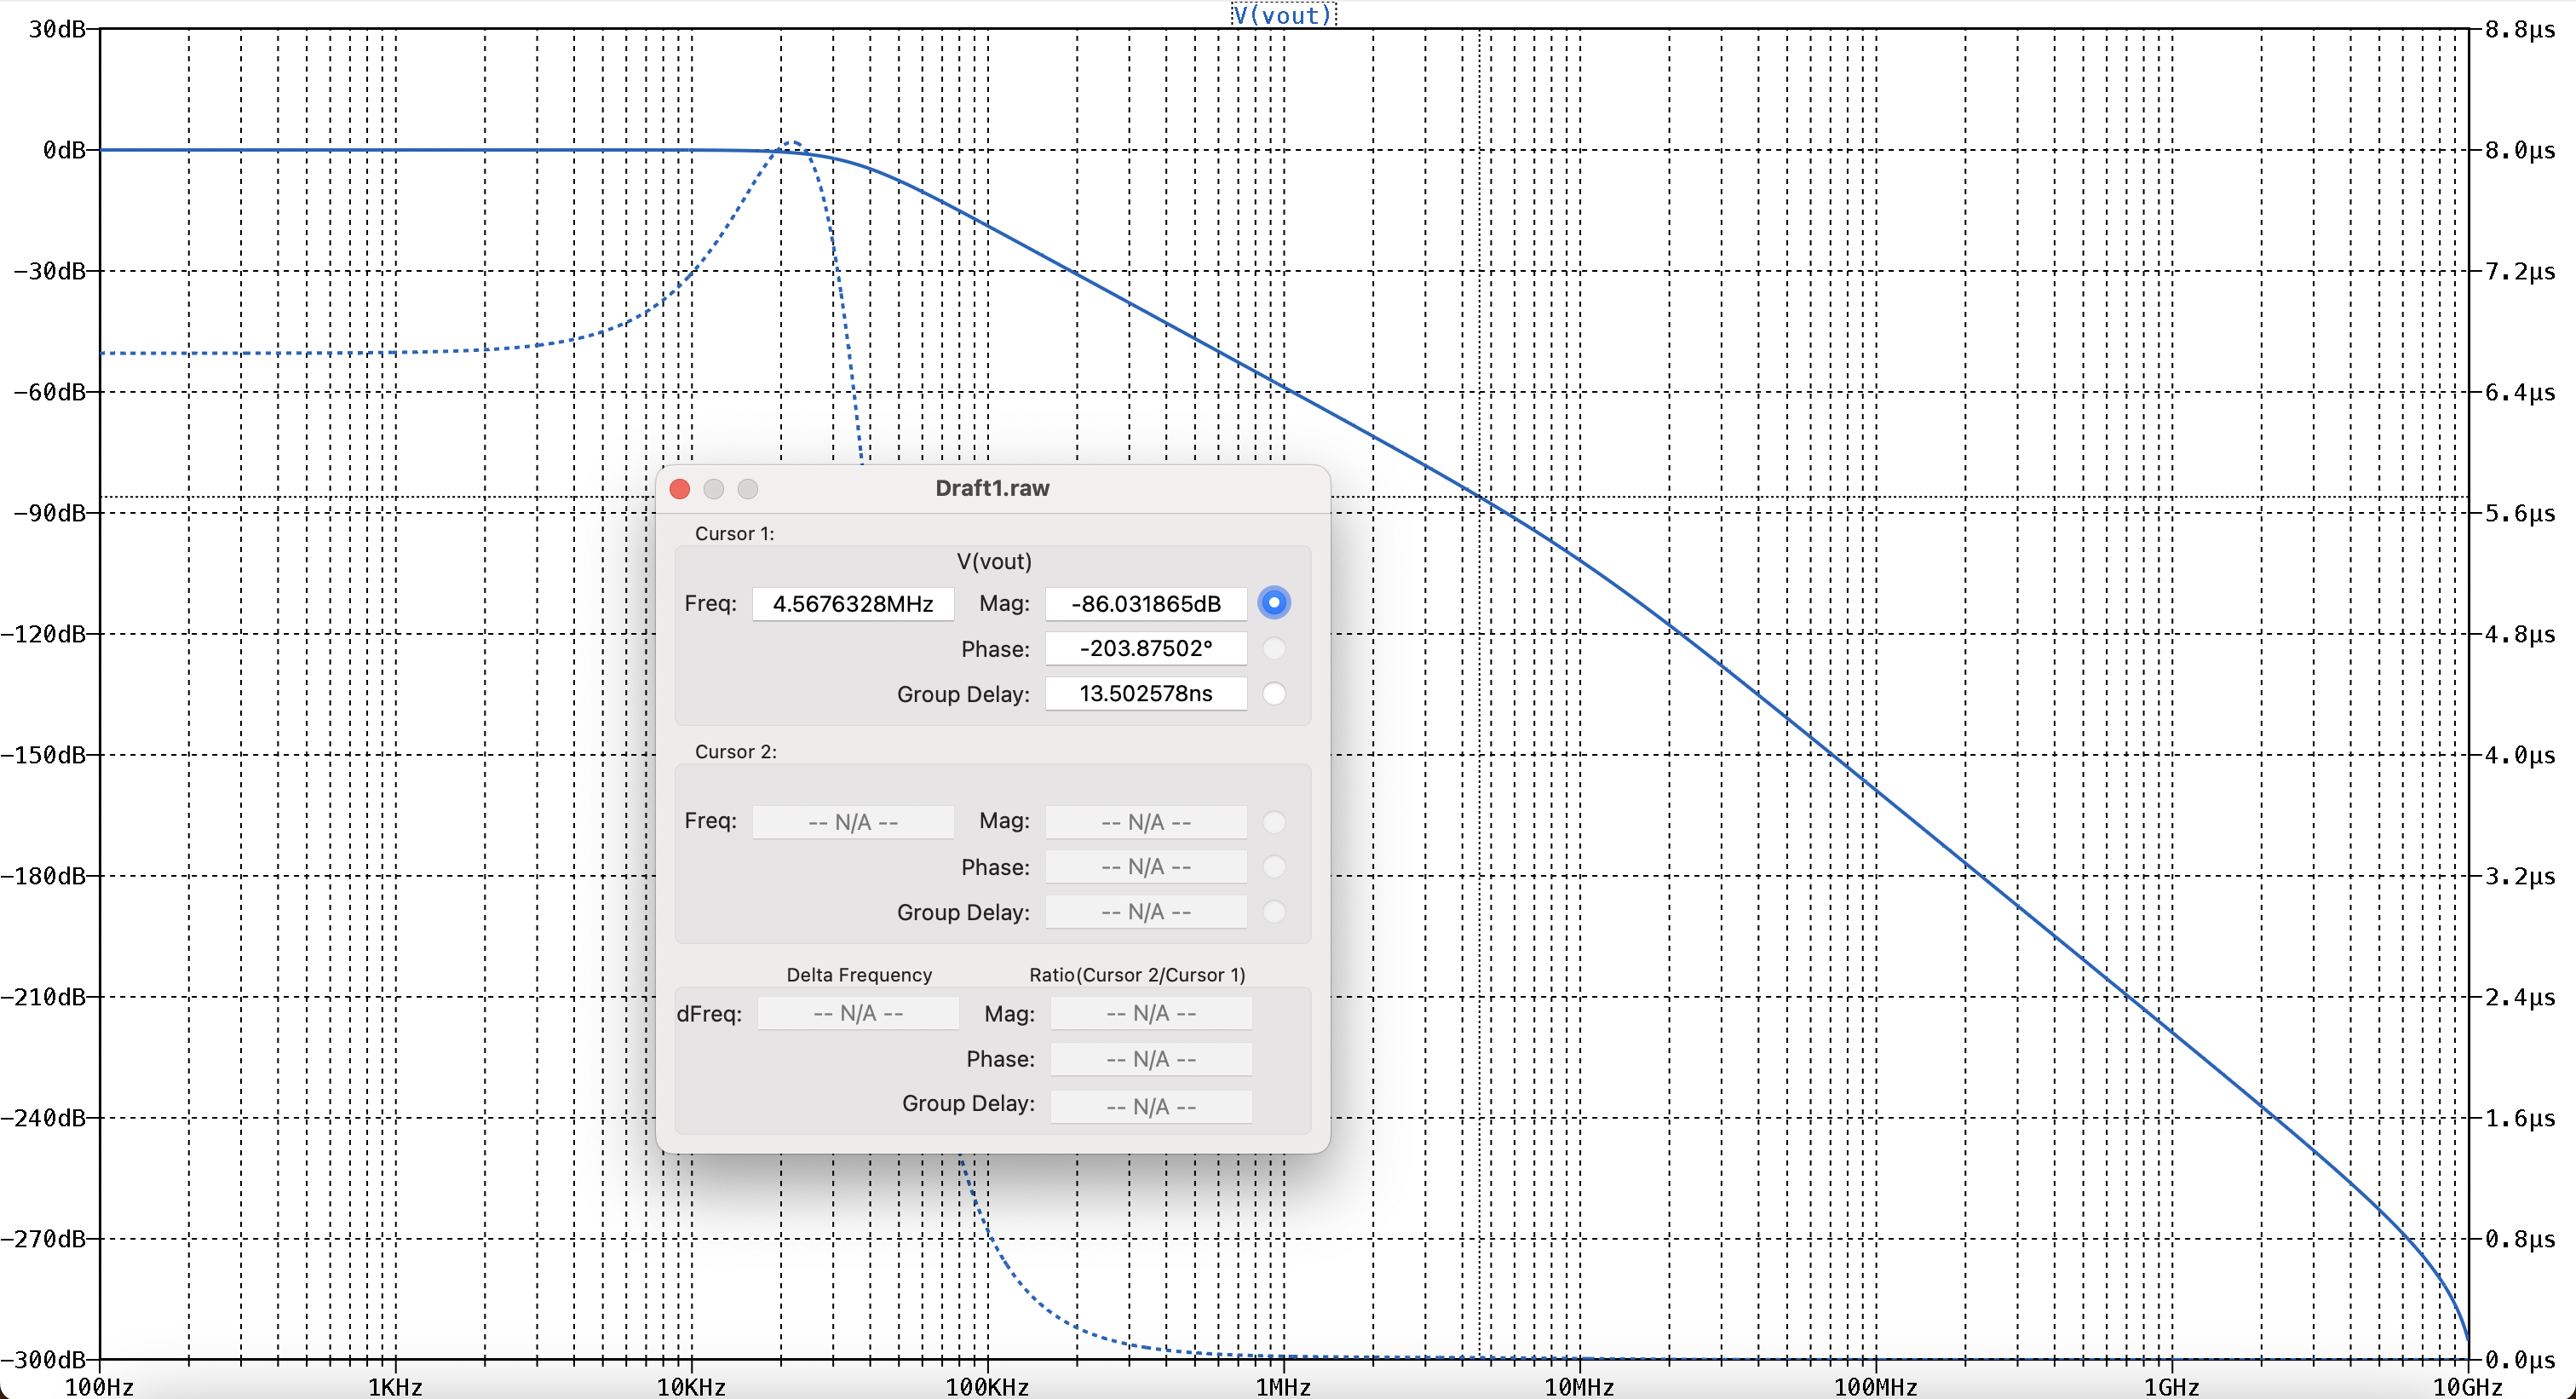 V(vout)
30dB
0dB
-30dB
-60dB
-90dB
-120dB
-150dB
-180dB
-210dB
-240dB
-270dB
-300dB
8.8µs
8.0µs
7.2µs
6.4µs
5.6µs
4.8µs
4.0µs
3.2µs
2.4µs
1.6µs
0.8µs
0.0µs
Draft1.raw
Cursor 1:
V(vout)
Freq: 4.5676328MHz Mag: -86.031865dB
Phase: -203.87502°
Group Delay: 13.502578ns
Cursor 2:
Freq: -- N/A -- Mag: -- N/A --
Phase: -- N/A --
Group Delay: -- N/A --
Delta Frequency Ratio(Cursor 2/Cursor 1)
dFreq: -- N/A -- Mag: -- N/A --
Phase: -- N/A --
Group Delay: -- N/A --
100Hz 1KHz 10KHz 100KHz 1MHz 10MHz 100MHz 1GHz 10GHz